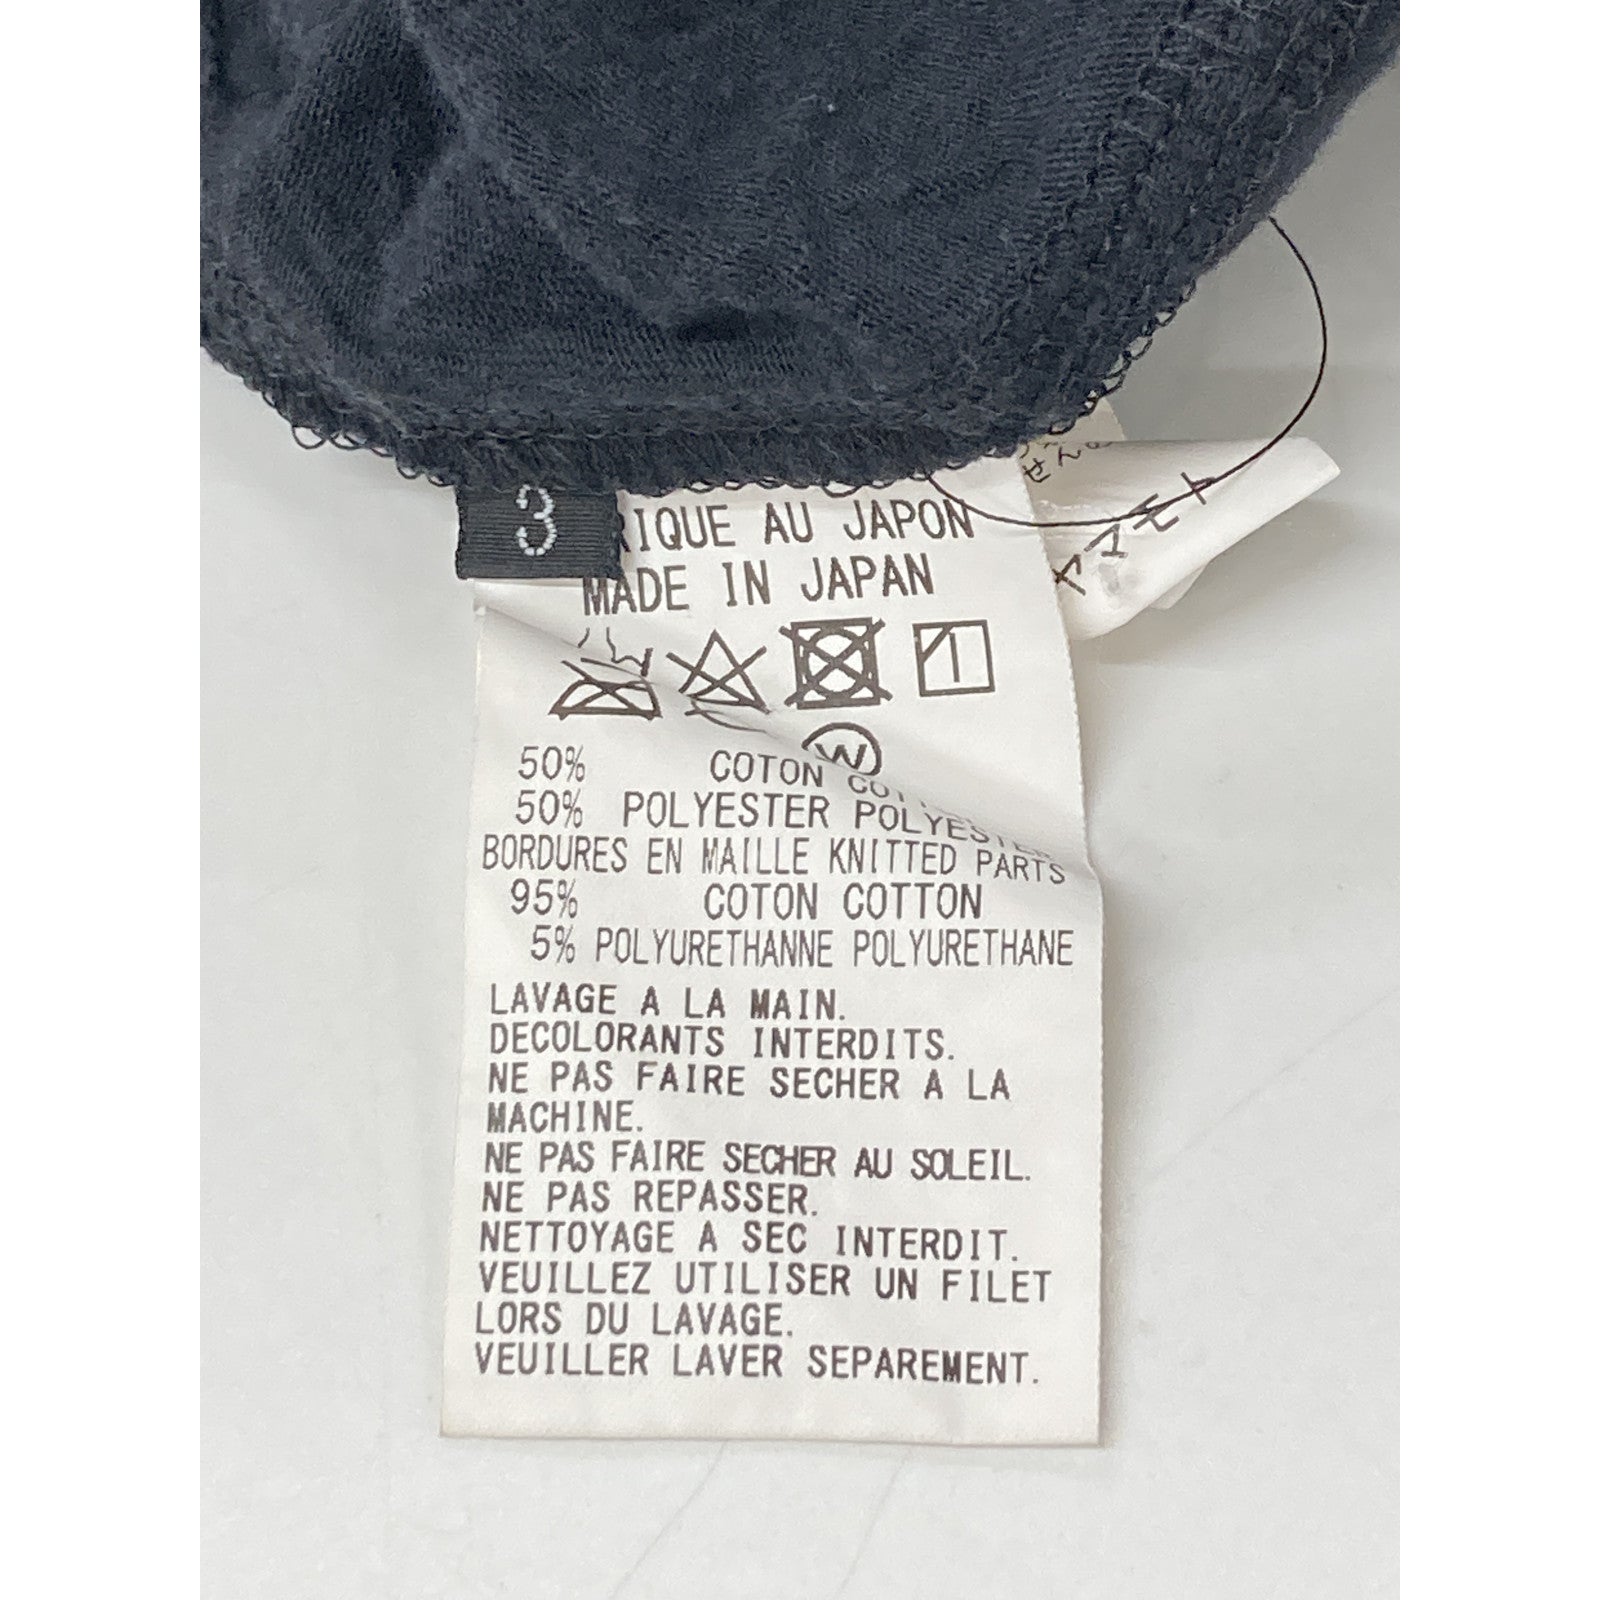 3
IQUE AU JAPON
MADE IN JAPAN
W
50% COTON
50% POLYESTER POLYESTER
BORDURES EN MAILLE KNITTED PARTS
95% COTON COTTON
5% POLYURETHANNE POLYURETHANE
LAVAGE A LA MAIN.
DECOLORANTS INTERDITS.
NE PAS FAIRE SECHER A LA
MACHINE.
NE PAS FAIRE SECHER AU SOLEIL.
NE PAS REPASSER.
NETTOYAGE A SEC INTERDIT.
VEUILLEZ UTILISER UN FILET
LORS DU LAVAGE.
VEUILLER LAVER SEPAREMENT.